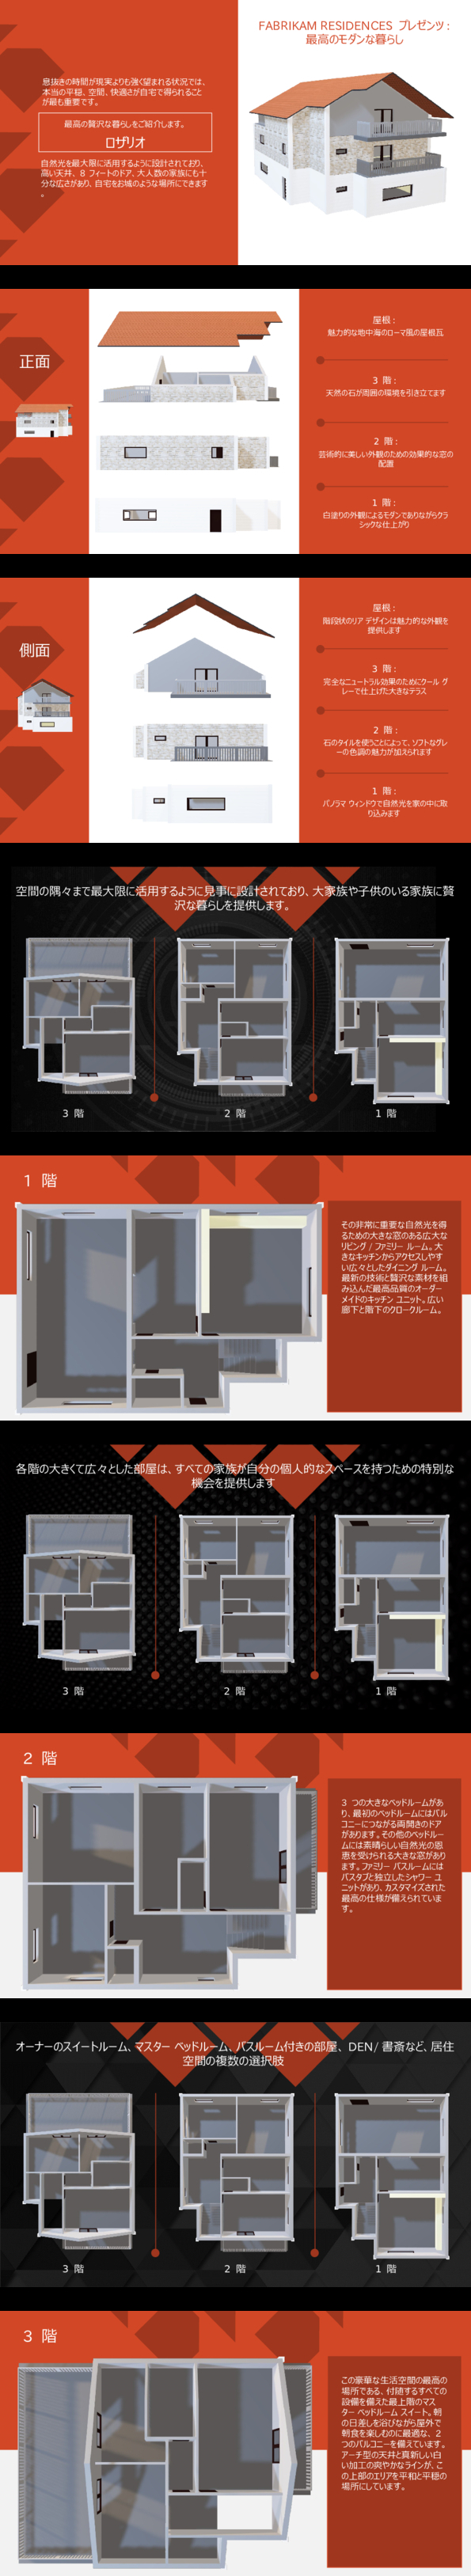 FABRIKAM RESIDENCES プレゼンツ :
最高のモダンな暮らし
息抜きの時間が現実よりも強く望まれる状況では、
本当の平穏、空間、快適さが自宅で得られること
が最も重要です。
最高の贅沢な暮らしをご紹介します。
ロザリオ
自然光を最大限に活用するように設計されており、
高い天井、8 フィートのドア、大人数の家族にも十
分な広さがあり、自宅をお城のような場所にできます
。
正面
屋根 :
魅力的な地中海のローマ風の屋根瓦
3 階 :
天然の石が周囲の環境を引き立てます
2 階 :
芸術的に美しい外観のための効果的な窓の
配置
1 階 :
白塗りの外観によるモダンでありながらクラ
シックな仕上がり
側面
屋根 :
階段状のリア デザインは魅力的な外観を
提供します
3 階 :
完全なニュートラル効果のためにクール グ
レーで仕上げた大きなテラス
2 階 :
石のタイルを使うことによって、ソフトなグレ
ーの色調の魅力が加えられます
1 階 :
パノラマ ウィンドウで自然光を家の中に取
り込みます
空間の隅々まで最大限に活用するように見事に設計されており、大家族や子供のいる家族に贅
沢な暮らしを提供します。
3 階
2 階
1 階
1 階
その非常に重要な自然光を得
るための大きな窓のある広大な
リビング / ファミリー ルーム。大
きなキッチンからアクセスしやす
い広々としたダイニング ルーム。
最新の技術と贅沢な素材を組
み込んだ最高品質のオーダー
メイドのキッチン ユニット。広い
廊下と階下のクロークルーム。
各階の大きくて広々とした部屋は、すべての家族が自分の個人的なスペースを持つための特別な
機会を提供します
3 階
2 階
1 階
2 階
3 つの大きなベッドルームがあ
り、最初のベッドルームにはバル
コニーにつながる両開きのドア
があります。その他のベッドルー
ムには素晴らしい自然光の恩
恵を受けられる大きな窓があり
ます。ファミリー バスルームには
バスタブと独立したシャワー ユ
ニットがあり、カスタマイズされた
最高の仕様が備えられていま
す。
オーナーのスイートルーム、マスター ベッドルーム、バスルーム付きの部屋、DEN/ 書斎など、居住
空間の複数の選択肢
3 階
2 階
1 階
3 階
この豪華な生活空間の最高の
場所である、付随するすべての
設備を備えた最上階のマス
ター ベッドルーム スイート。朝
の日差しを浴びながら屋外で
朝食を楽しむのに最適な、2
つのバルコニーを備えています。
アーチ型の天井と真新しい白
い加工の爽やかなラインが、こ
の上部のエリアを平和と平穏の
場所にしています。